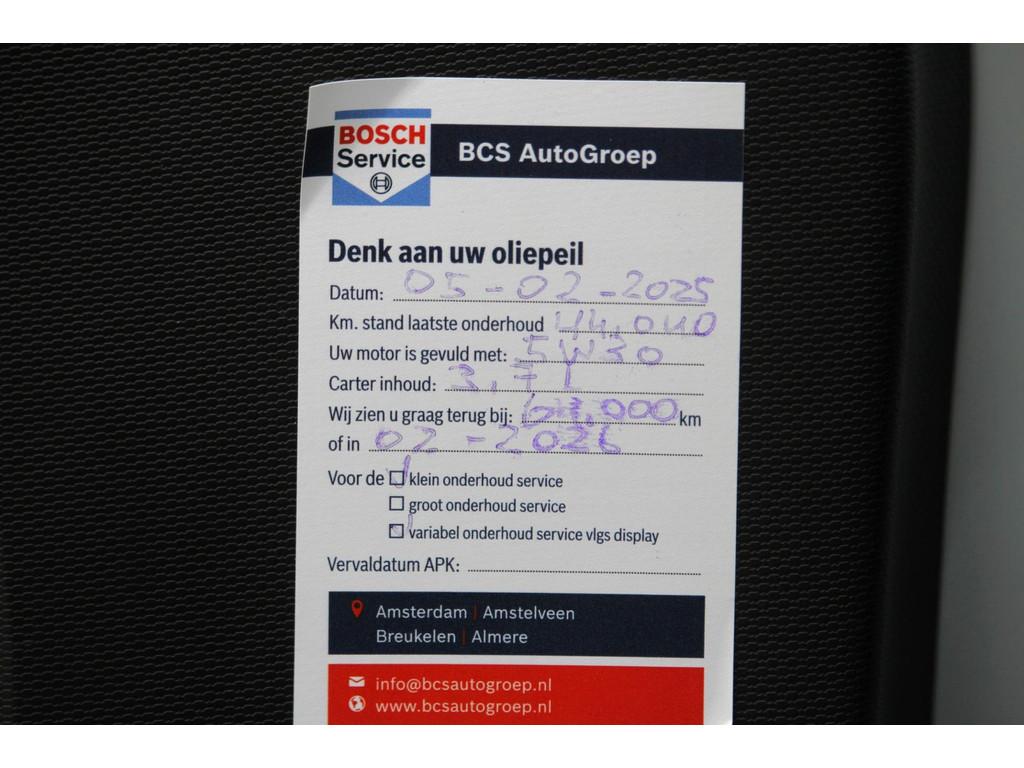 BOSCH
Service
BCS AutoGroep
Denk aan uw oliepeil
Datum: 05-02-2025
Km. stand laatste onderhoud 44.040
Uw motor is gevuld met: 5W30
Carter inhoud: 3,7 L
Wij zien u graag terug bij: km
of in 02-2026
Voor de klein onderhoud service
groot onderhoud service
variabel onderhoud service vlgs display
Vervaldatum APK:
Amsterdam | Amstelveen
Breukelen | Almere
info@bcsautogroep.nl
www.bcsautogroep.nl